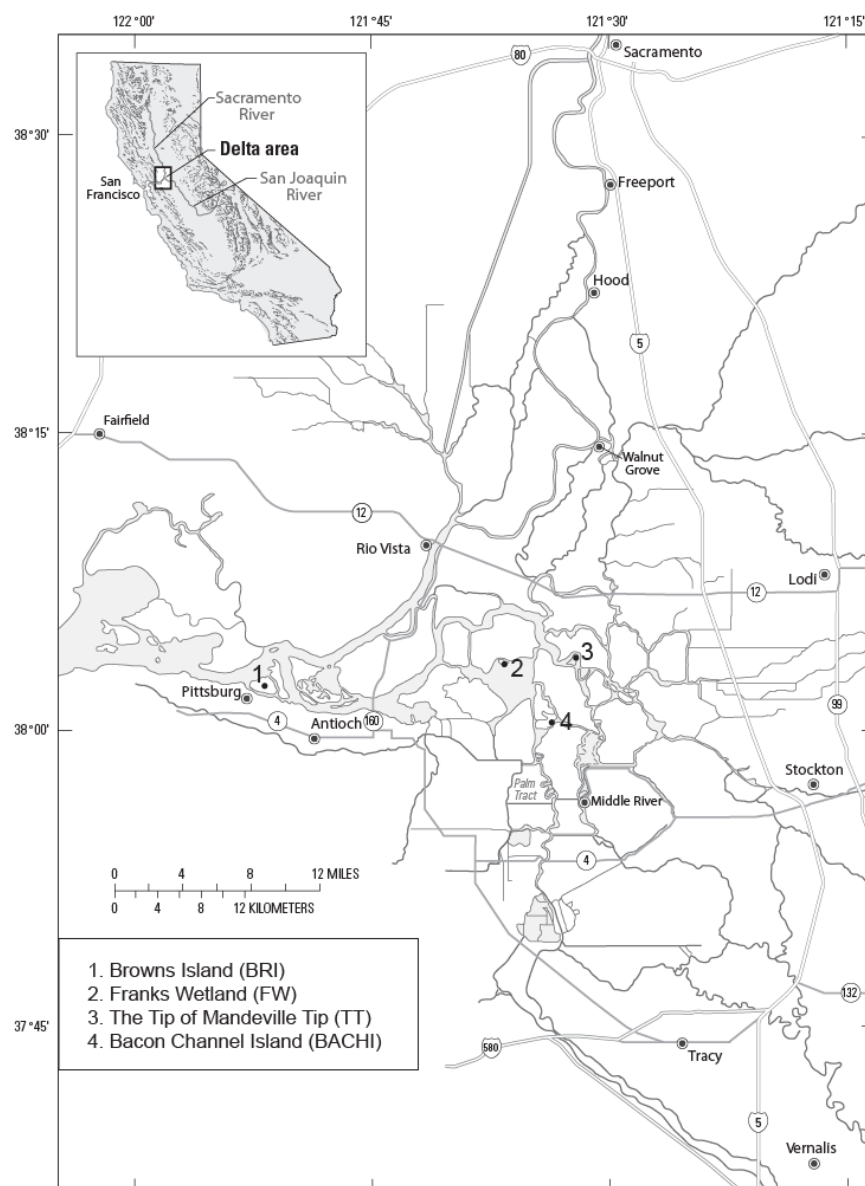 122°00'
121°45'
121°30'
121°15'
80
Sacramento
Sacramento
River
Delta area
San
Francisco
San Joaquin
River
38°30'
Freeport
Hood
5
38°15'
Fairfield
Walnut
Grove
12
Rio Vista
Lodi
12
1
2
3
Pittsburg
4
Antioch
160
4
99
38°00'
Stockton
Palm
Tract
Middle River
4
0 4 8 12 MILES
0 4 8 12 KILOMETERS
1. Browns Island (BRI)
2. Franks Wetland (FW)
3. The Tip of Mandeville Tip (TT)
4. Bacon Channel Island (BACHI)
132
37°45'
580
Tracy
5
Vernalis